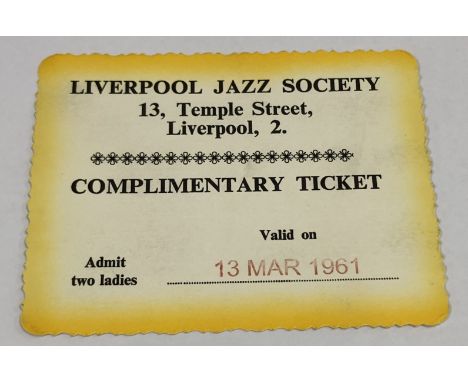 LIVERPOOL JAZZ SOCIETY
13, Temple Street,
Liverpool, 2.
COMPLIMENTARY TICKET
Valid on
Admit
two ladies
13 MAR 1961